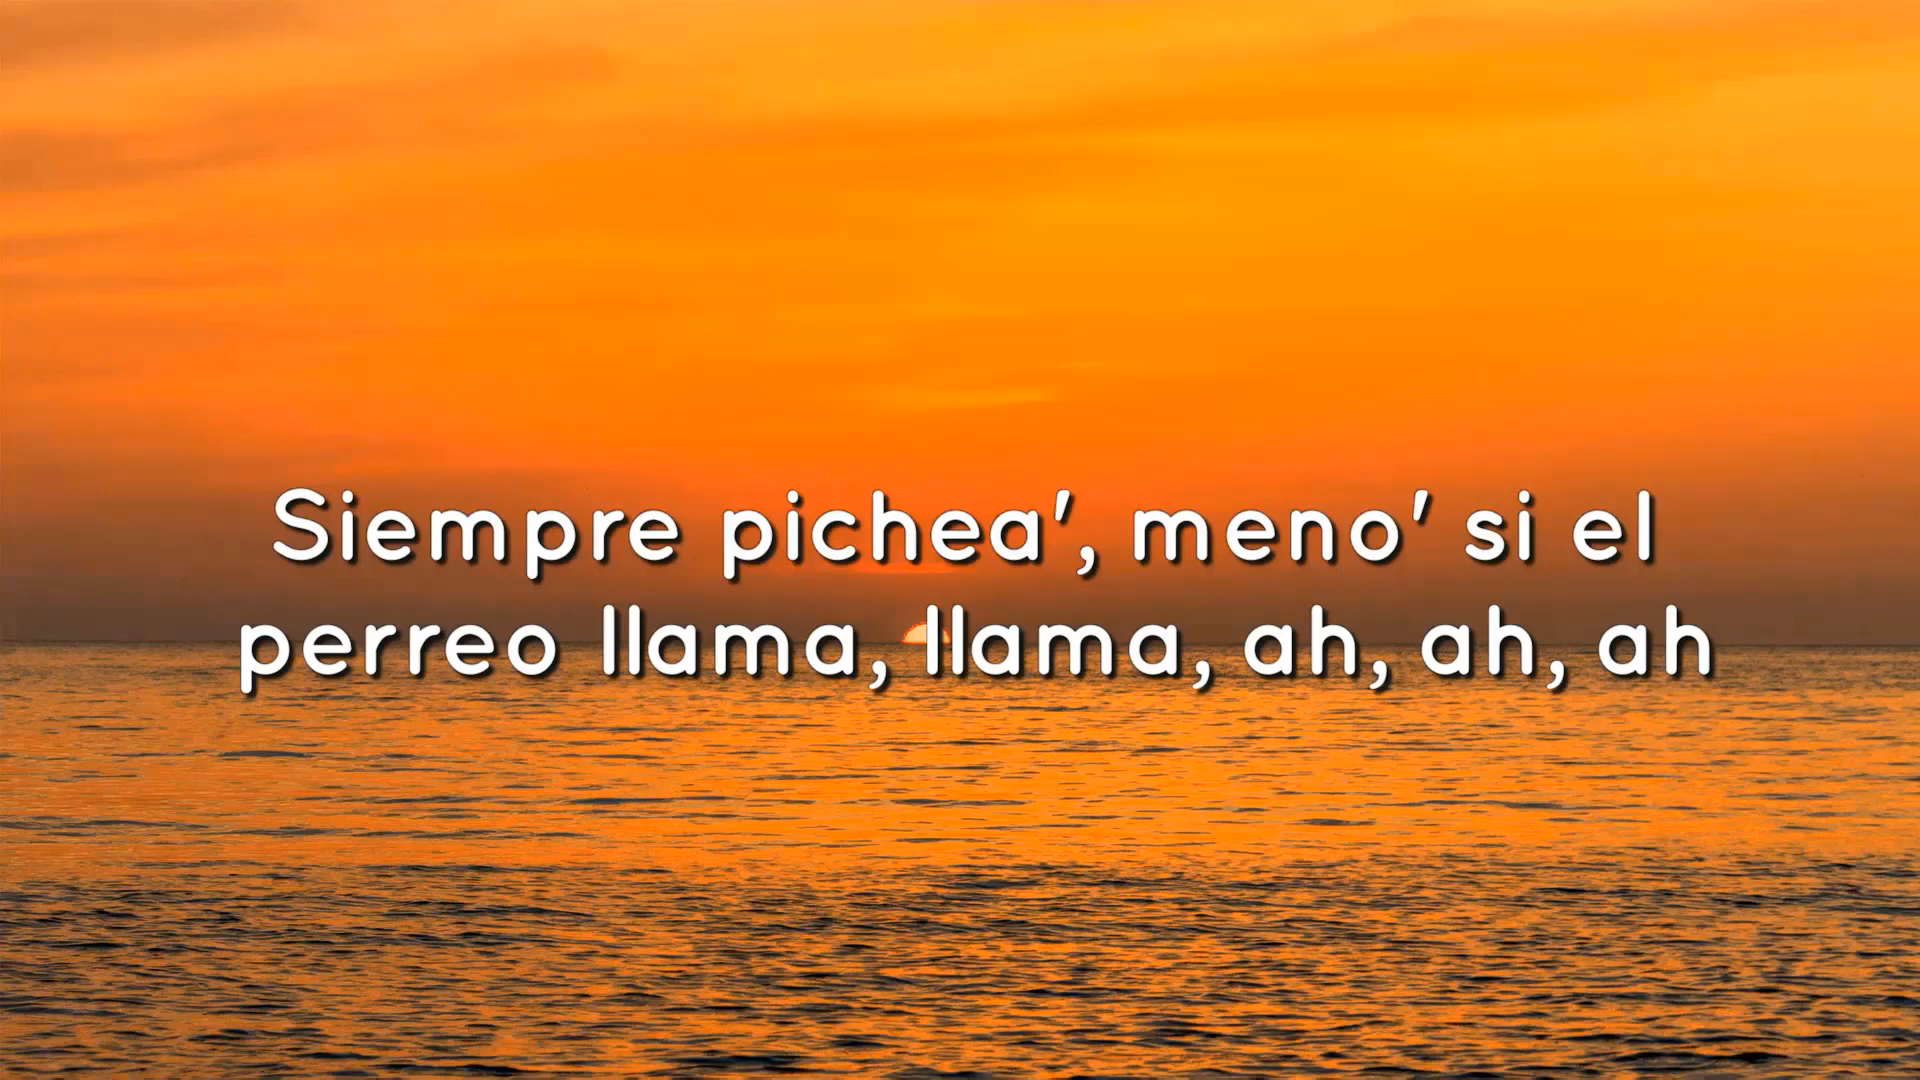 Siempre pichea', meno' si el
perreo llama, llama, ah, ah, ah